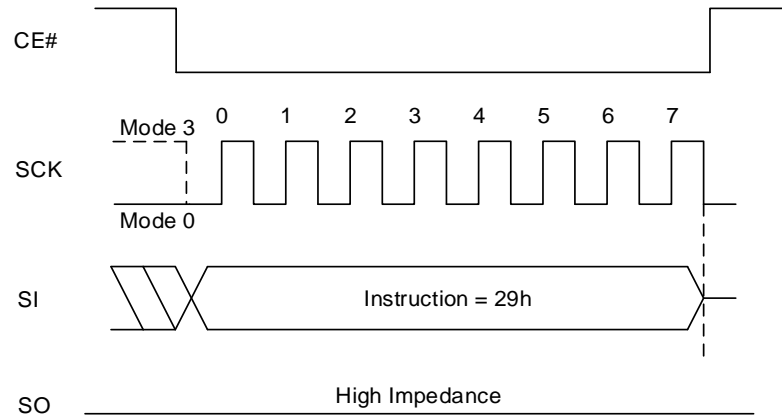 CE#
0 1 2 3 4 5 6 7
Mode 3
SCK
Mode 0
SI
Instruction = 29h
High Impedance
SO